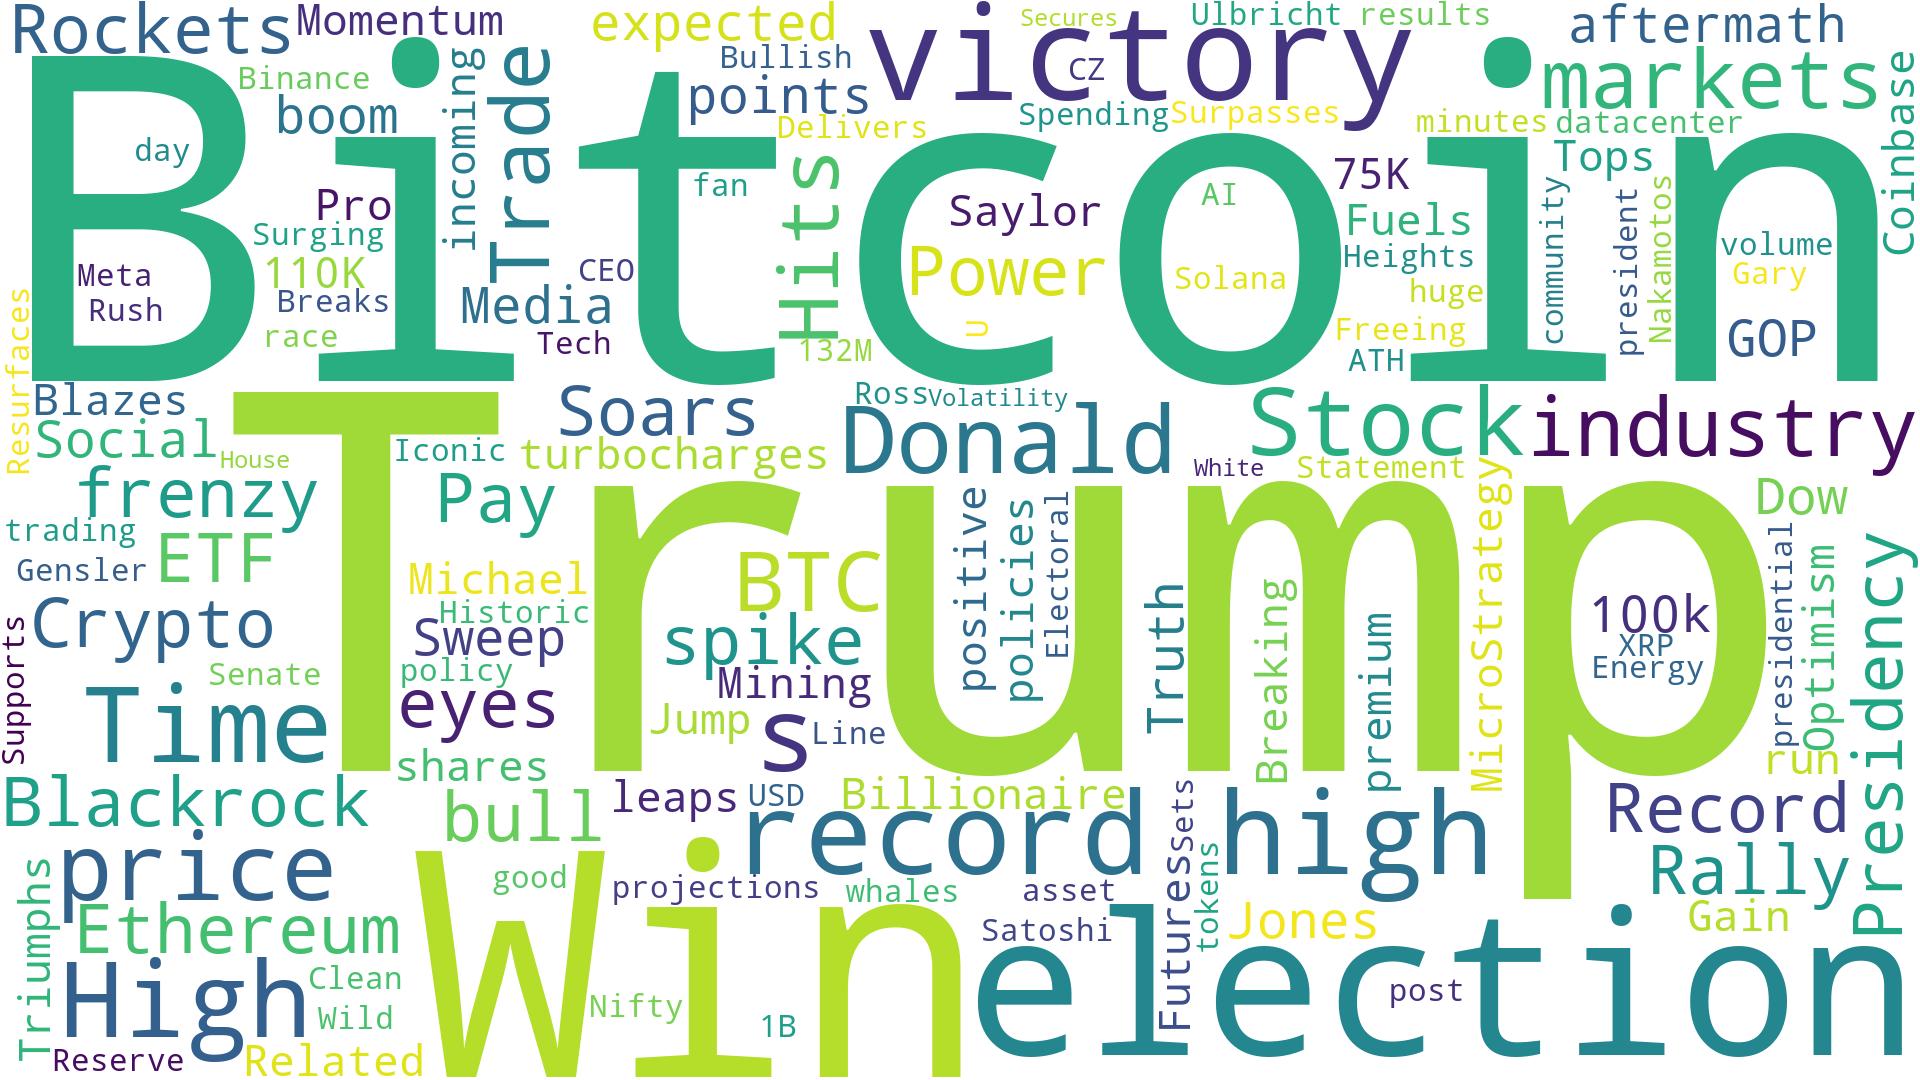 Rockets
Momentum
expected
victory
Secures
Ulbricht
results
aftermath
Binance
boom
incoming
Trade
Bullish
points
CZ
markets
Coinbase
Bitcoin
day
Delivers
Spending
Surpasses
minutes
datacenter
Tops
Pro
fan
Hits
Saylor
AI
75K
Fuels
community
president
Nakamotos
Surging
110K
Breaks
race
Meta
Rush
CEO
Media
Tech
Power
U
132M
Solana
Heights
huge
Freeing
ATH
volume
Gary
GOP
Resurfaces
Blazes
Social
House
Iconic
Soars
turbocharges
Ross
Volatility
Donald
White
Stock
Statement
industry
frenzy
Pay
trading
Gensler
ETF
Trump
Michael
Historic
BTC
positive
policies
Electoral
Truth
Breaking
premium
MicroStrategy
100k
XRP
Energy
Dow
presidential
Optimism
Presidency
Supports
Crypto
Senate
Sweep
policy
eyes
spike
Mining
Jump
s
Line
Time
shares
run
Blackrock
bull
leaps
USD
Billionaire
record
Sets
high
Record
price
good
projections
whales
asset
Futures
tokens
Rally
Triumphs
Ethereum
Win
Satoshi
Jones
Gain
High
Clean
Wild
Nifty
1B
election
post
Reserve
Related